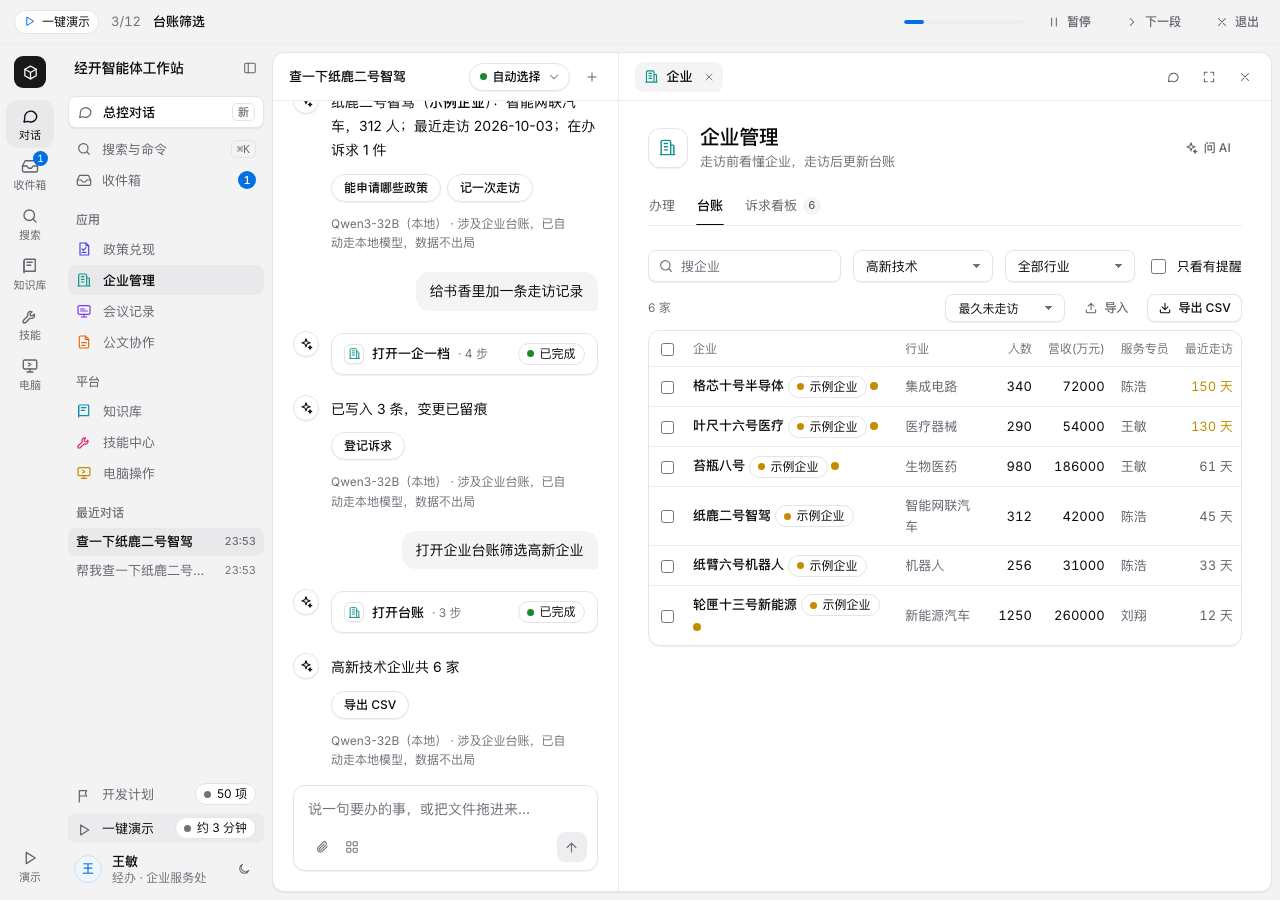 一键演示
3/12 台账筛选
暂停
下一段
退出
对话
收件箱
1
搜索
知识库
技能
电脑
演示
经开智能体工作站
总控对话 新
搜索与命令 ⌘K
收件箱 1
应用
政策兑现
企业管理
会议记录
公文协作
平台
知识库
技能中心
电脑操作
最近对话
查一下纸鹿二号智驾 23:53
帮我查一下纸鹿二号... 23:53
开发计划 50 项
一键演示 约 3 分钟
王
王敏
经办 · 企业服务处
查一下纸鹿二号智驾
自动选择
纸鹿二号智驾（示例企业）：智能网联汽
车，312 人；最近走访 2026-10-03；在办
诉求 1 件
能申请哪些政策
记一次走访
Qwen3-32B（本地） · 涉及企业台账，已自
动走本地模型，数据不出局
给书香里加一条走访记录
打开一企一档 · 4 步 已完成
已写入 3 条，变更已留痕
登记诉求
Qwen3-32B（本地） · 涉及企业台账，已自
动走本地模型，数据不出局
打开企业台账筛选高新企业
打开台账 · 3 步 已完成
高新技术企业共 6 家
导出 CSV
Qwen3-32B（本地） · 涉及企业台账，已自
动走本地模型，数据不出局
说一句要办的事，或把文件拖进来...
企业
企业管理
走访前看懂企业，走访后更新台账
问 AI
办理 台账 诉求看板 6
搜企业
高新技术
全部行业
只看有提醒
6 家
最久未走访
导入
导出 CSV
企业 行业 人数 营收(万元) 服务专员 最近走访
格芯十号半导体 示例企业 集成电路 340 72000 陈浩 150 天
叶尺十六号医疗 示例企业 医疗器械 290 54000 王敏 130 天
苔瓶八号 示例企业 生物医药 980 186000 王敏 61 天
纸鹿二号智驾 示例企业 智能网联汽车 312 42000 陈浩 45 天
纸臂六号机器人 示例企业 机器人 256 31000 陈浩 33 天
轮匣十三号新能源 示例企业 新能源汽车 1250 260000 刘翔 12 天